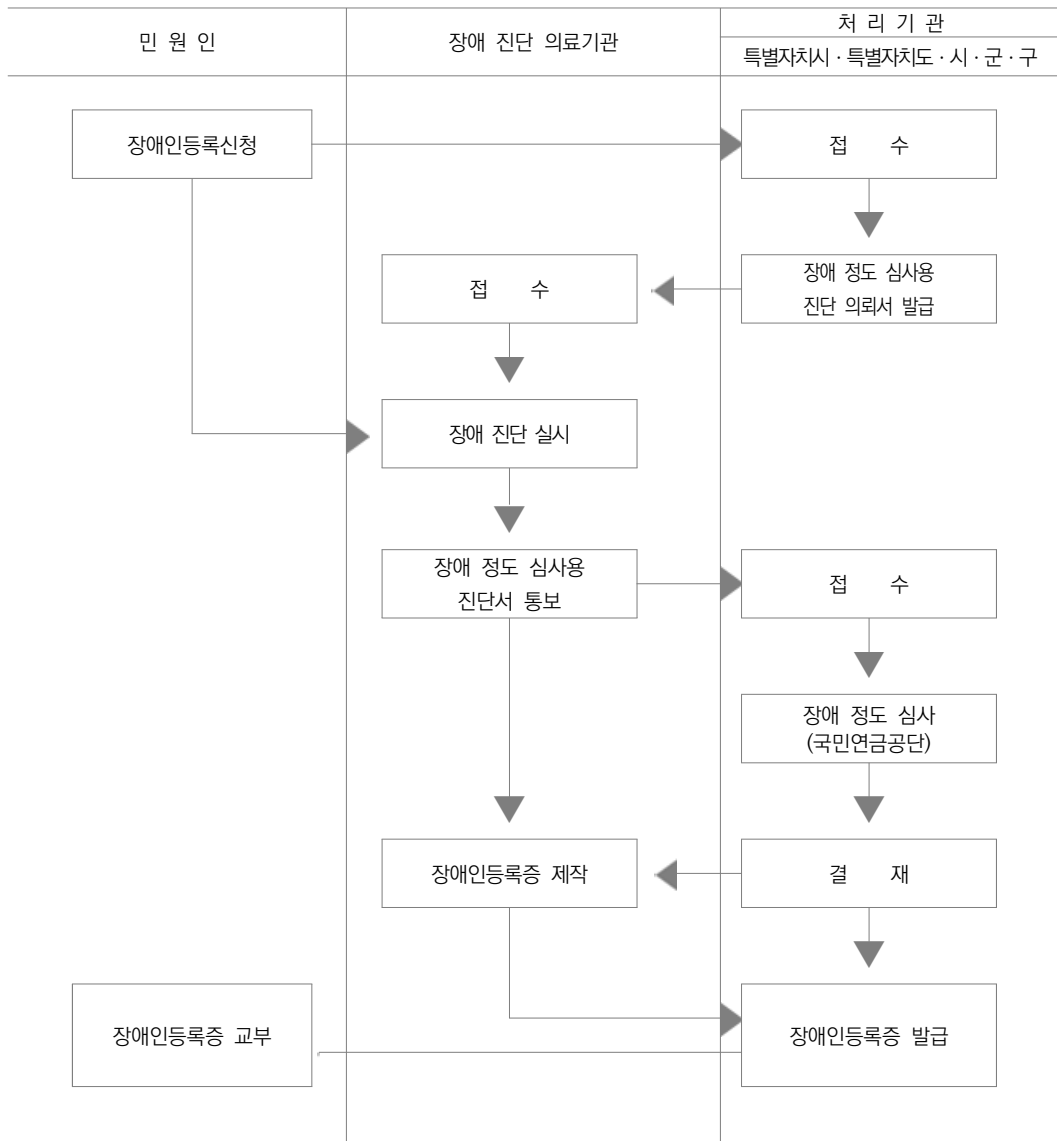 민 원 인
장애 진단 의료기관
처 리 기 관
특별자치시 · 특별자치도 · 시 · 군 · 구
장애인등록신청
접 수
장애 정도 심사용
진단 의뢰서 발급
접 수
장애 진단 실시
장애 정도 심사용
진단서 통보
접 수
장애 정도 심사
(국민연금공단)
장애인등록증 제작
결 재
장애인등록증 교부
장애인등록증 발급